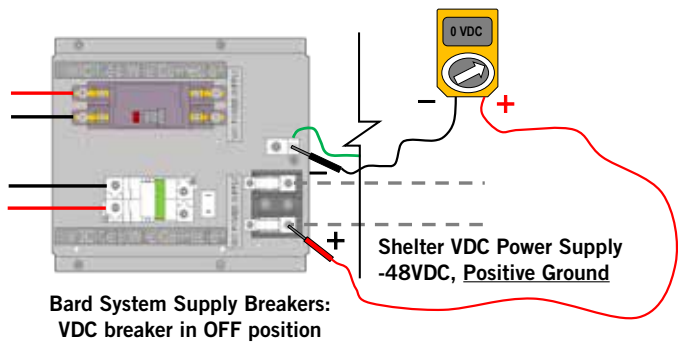 0 VDC
−
+
−
+
Shelter VDC Power Supply
-48VDC, Positive Ground
Bard System Supply Breakers:
VDC breaker in OFF position